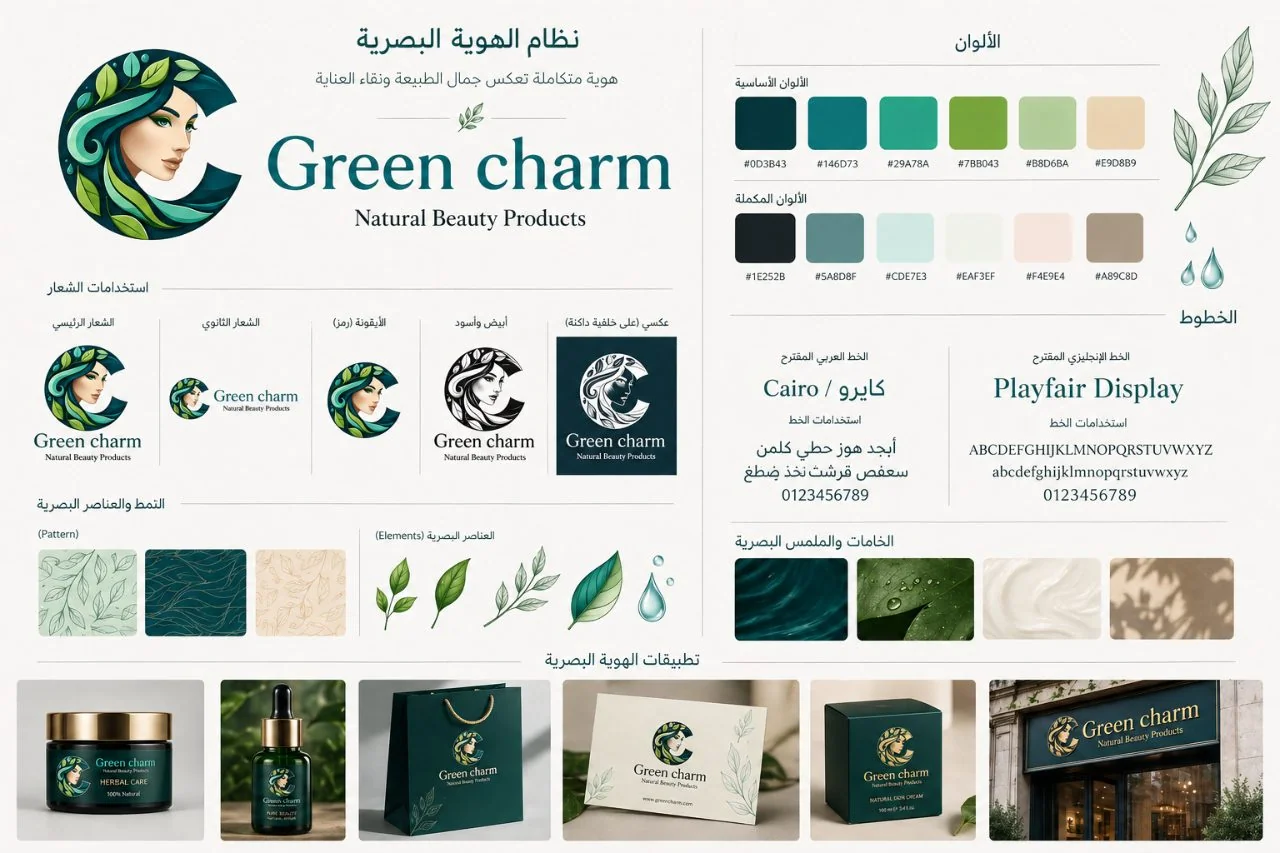 نظام الهوية البصرية
هوية متكاملة تعكس جمال الطبيعة ونقاء العناية
Green charm
Natural Beauty Products
الألوان
الألوان الأساسية
#0D3B43 #146D73 #29A78A #7BB043 #B8D6BA #E9D8B9
الألوان المكملة
#1E252B #5A8D8F #CDE7E3 #EAF3EF #F4E9E4 #A89C8D
استخدامات الشعار
الشعار الرئيسي
Green charm
Natural Beauty Products
الشعار الثانوي
Green charm
Natural Beauty Products
الأيقونة (رمز)
أبيض وأسود
Green charm
Natural Beauty Products
عكسي (على خلفية داكنة)
Green charm
Natural Beauty Products
الخطوط
الخط العربي المقترح
Cairo / كايرو
استخدامات الخط
أبجد هوز حطي كلمن
سعفص قرشت نخذ ضطغ
0123456789
الخط الإنجليزي المقترح
Playfair Display
استخدامات الخط
ABCDEFGHIJKLMNOPQRSTUVWXYZ
abcdefghijklmnopqrstuvwxyz
0123456789
التمط والعناصر البصرية
(Pattern)
العناصر البصرية (Elements)
الخامات والملمس البصرية
تطبيقات الهوية البصرية
Green charm
Natural Beauty Products
HERBAL CARE
100% Natural
Green charm
Natural Beauty Products
PURE BEAUTY
Green charm
Natural Beauty Products
Green charm
Natural Beauty Products
www.greencharm.com
Green charm
Natural Beauty Products
NATURAL SKIN CREAM
Green charm
Natural Beauty Products